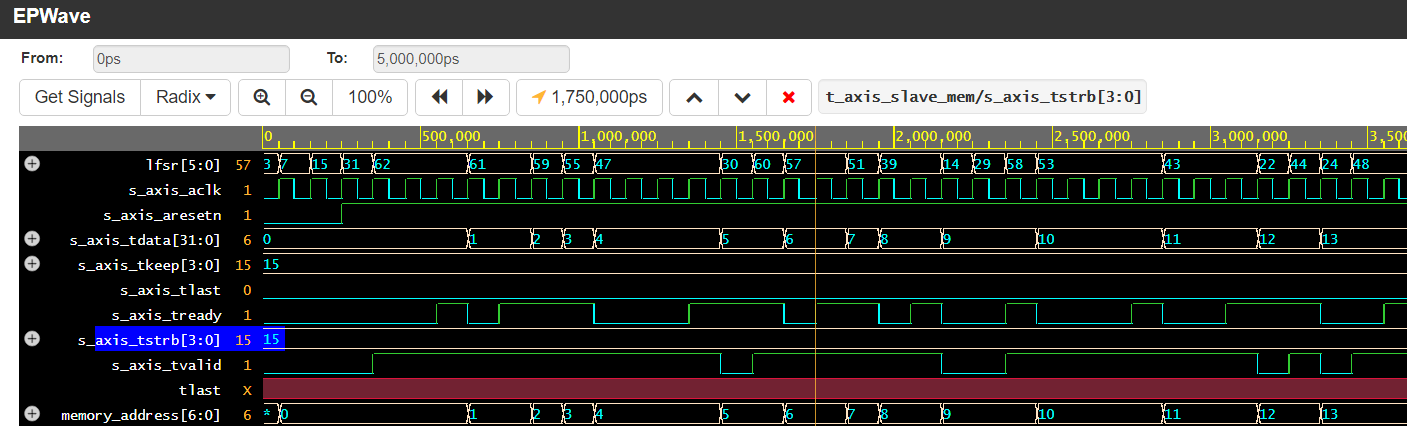 EPWave
From: 0ps To: 5,000,000ps
Get Signals Radix 100% 1,750,000ps t_axis_slave_mem/s_axis_tstrb[3:0]
0 500,000 1,000,000 1,500,000 2,000,000 2,500,000 3,000,000 3,50
lfsr[5:0] 57 3 7 15 31 62 61 59 55 47 30 60 57 51 39 14 29 58 53 43 22 44 24 48
s_axis_aclk 1
s_axis_aresetn 1
s_axis_tdata[31:0] 6 0 1 2 3 4 5 6 7 8 9 10 11 12 13
s_axis_tkeep[3:0] 15 15
s_axis_tlast 0
s_axis_tready 1
s_axis_tstrb[3:0] 15 15
s_axis_tvalid 1
tlast X
memory_address[6:0] 6 * 0 1 2 3 4 5 6 7 8 9 10 11 12 13